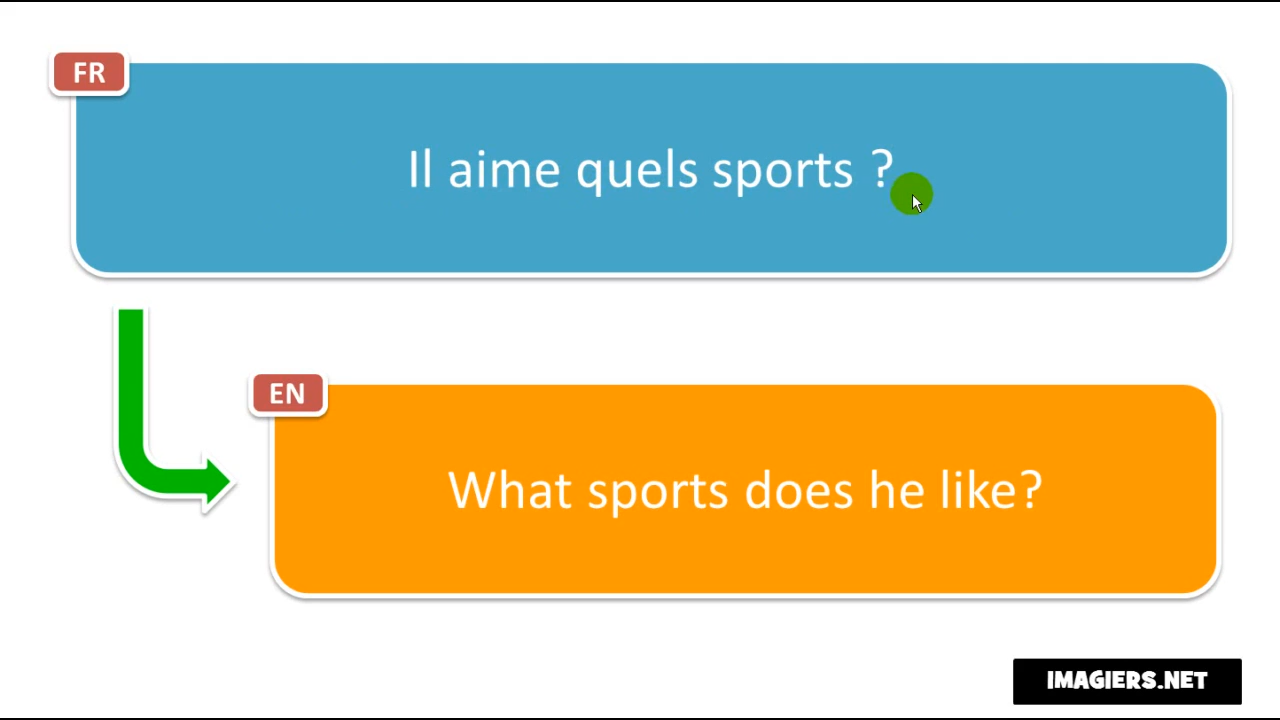 FR
Il aime quels sports ?
EN
What sports does he like?
IMAGIERS.NET